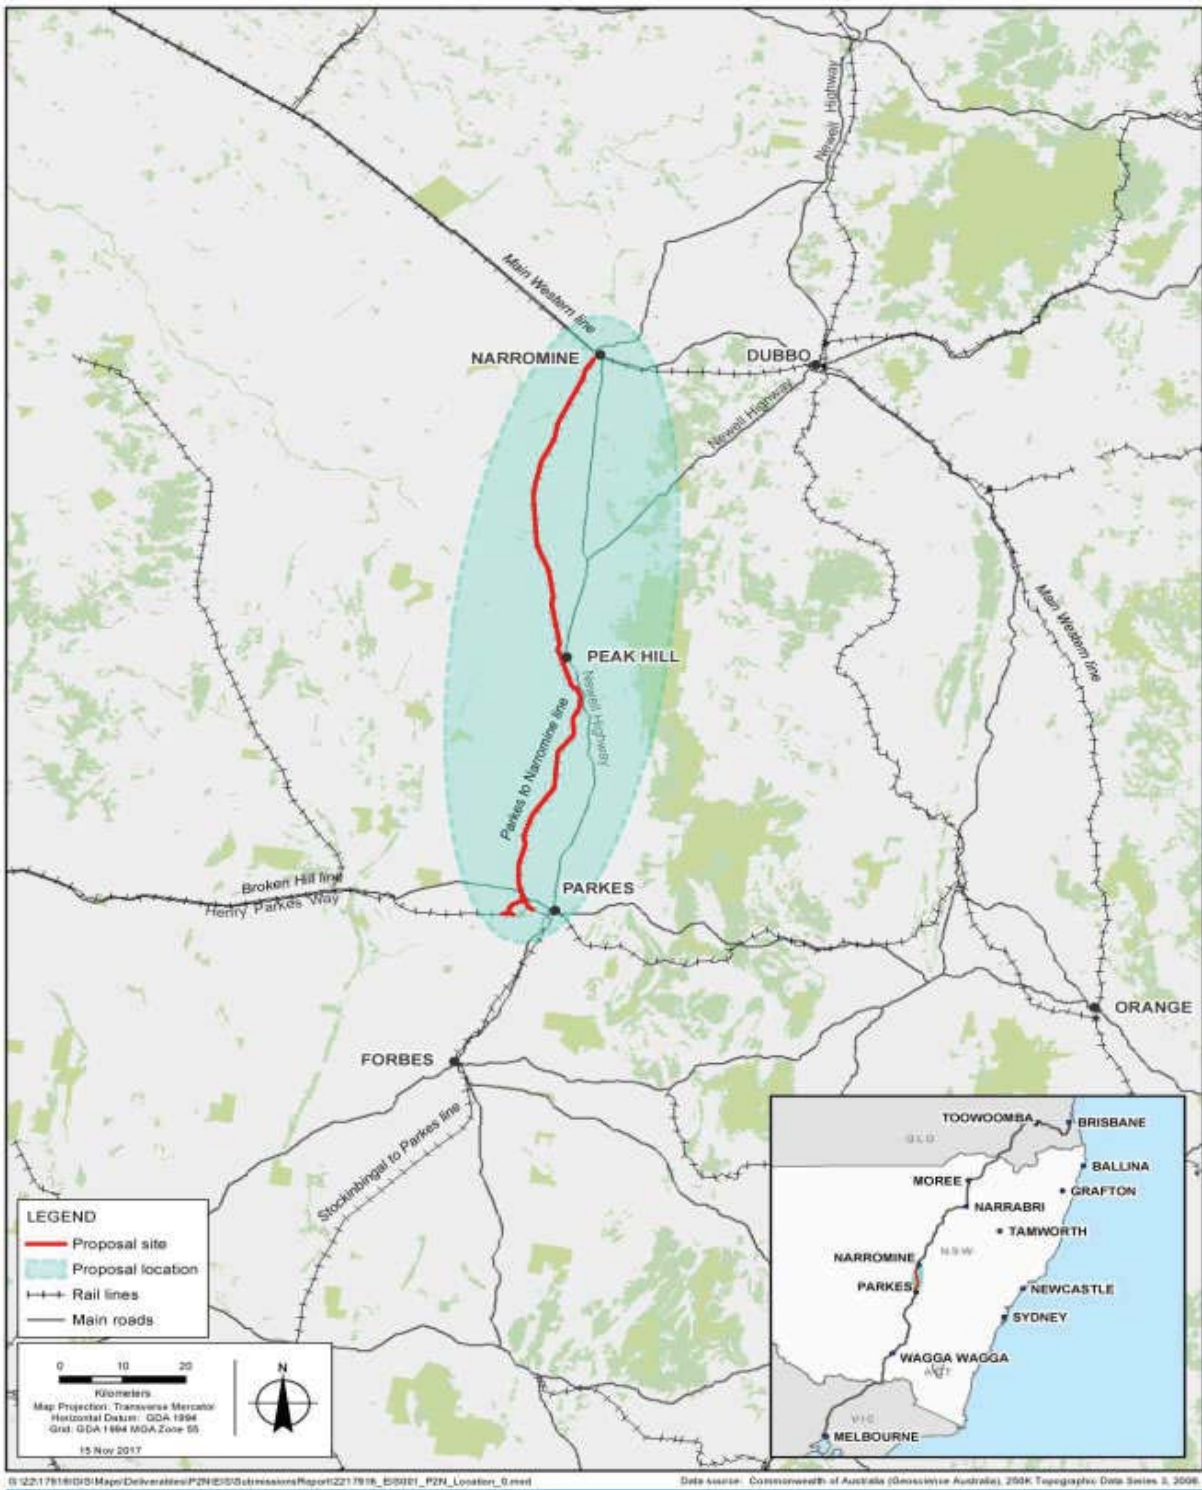 Newell Highway
Main Western line
NARROMINE
DUBBO
Newell Highway
Main Western line
PEAK HILL
Newell Highway
Parkes to Narromine line
Broken Hill line
Henry Parkes Way
PARKES
ORANGE
FORBES
Stockinbingal to Parkes line
LEGEND
Proposal site
Proposal location
Rail lines
Main roads
0 10 20
Kilometers
Map Projection: Transverse Mercator
Horizontal Datum: GDA 1994
Grid: GDA 1994 MGA Zone 55
15 Nov 2017
N
TOOWOOMBA
BRISBANE
QLD
BALLINA
MOREE
GRAFTON
NARRABRI
TAMWORTH
NSW
NARROMINE
PARKES
NEWCASTLE
SYDNEY
WAGGA WAGGA
ACT
VIC
MELBOURNE
Data source: Commonwealth of Australia (Geoscience Australia), 250K Topographic Data Series 3, 2006